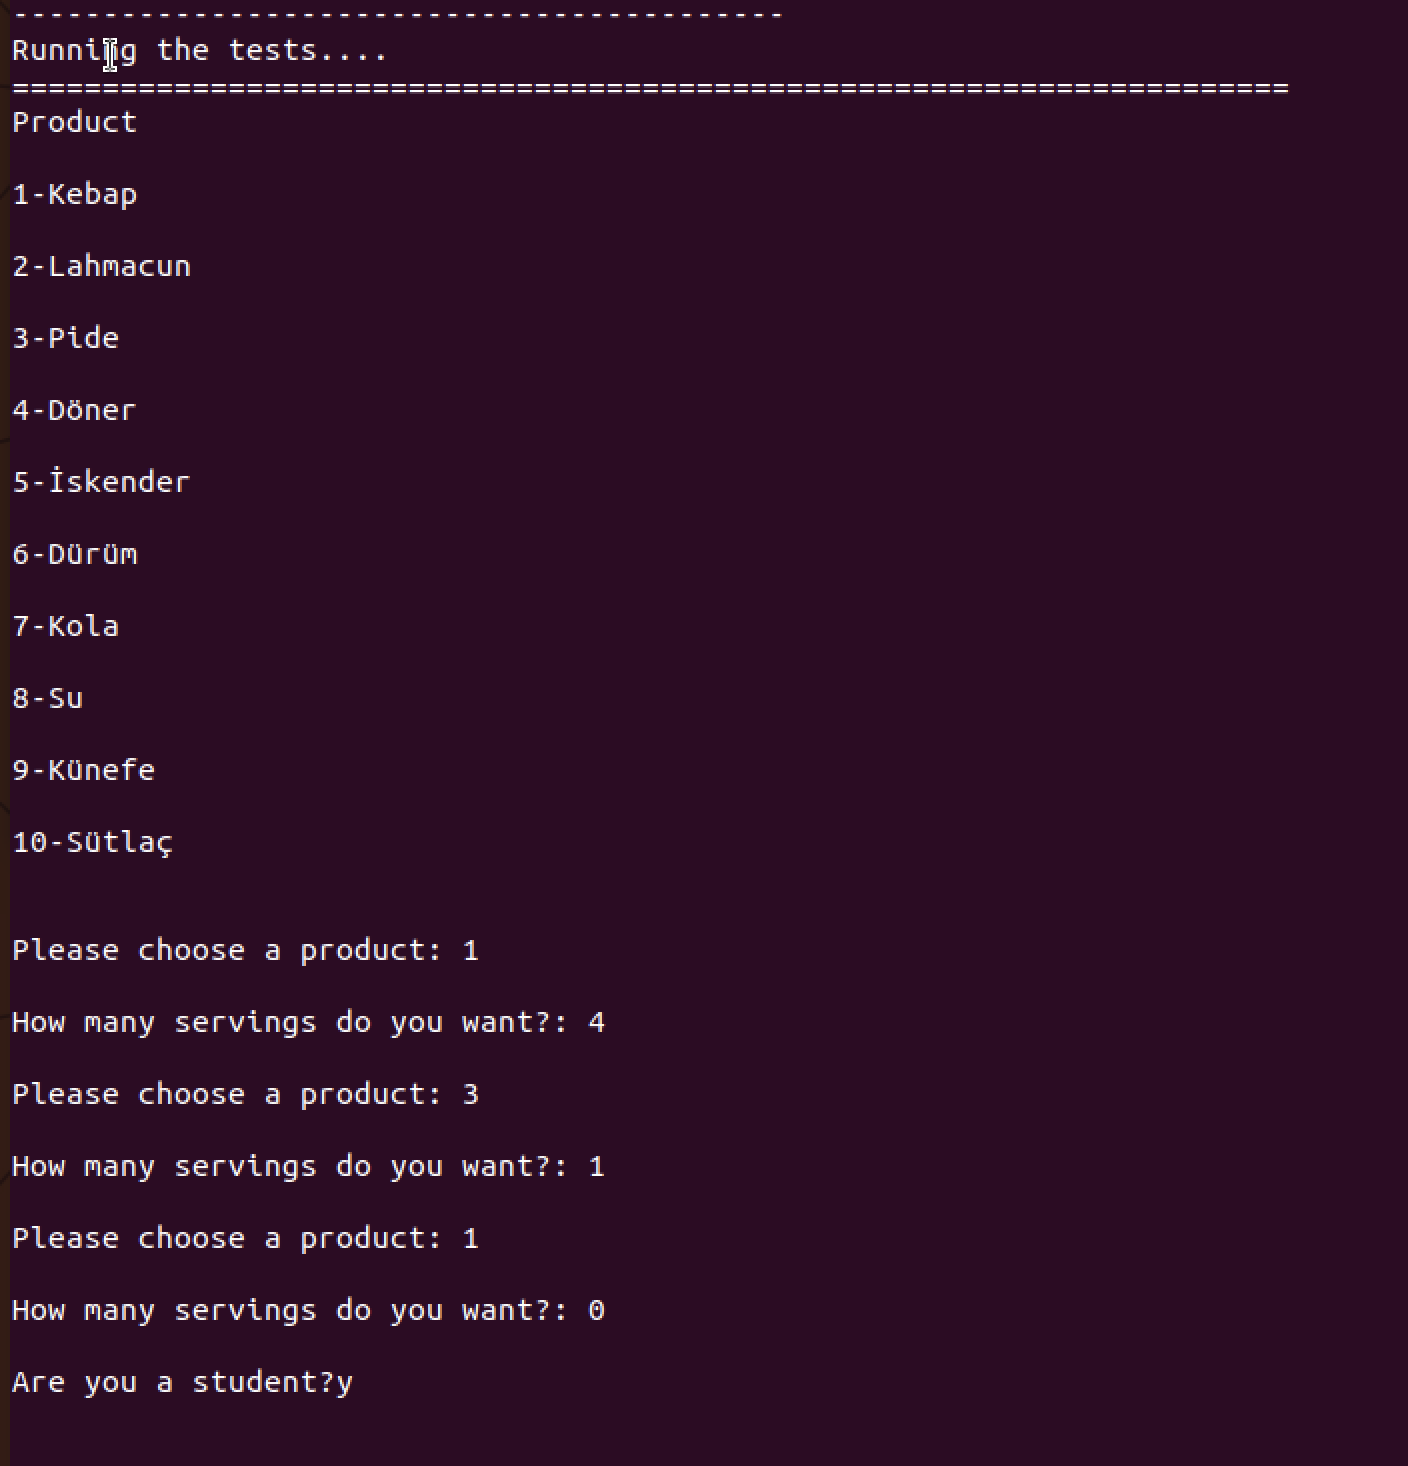 -------------------------------------------
Running the tests....
=======================================================================
Product
1-Kebap
2-Lahmacun
3-Pide
4-Döner
5-İskender
6-Dürüm
7-Kola
8-Su
9-Künefe
10-Sütlaç
Please choose a product: 1
How many servings do you want?: 4
Please choose a product: 3
How many servings do you want?: 1
Please choose a product: 1
How many servings do you want?: 0
Are you a student?y